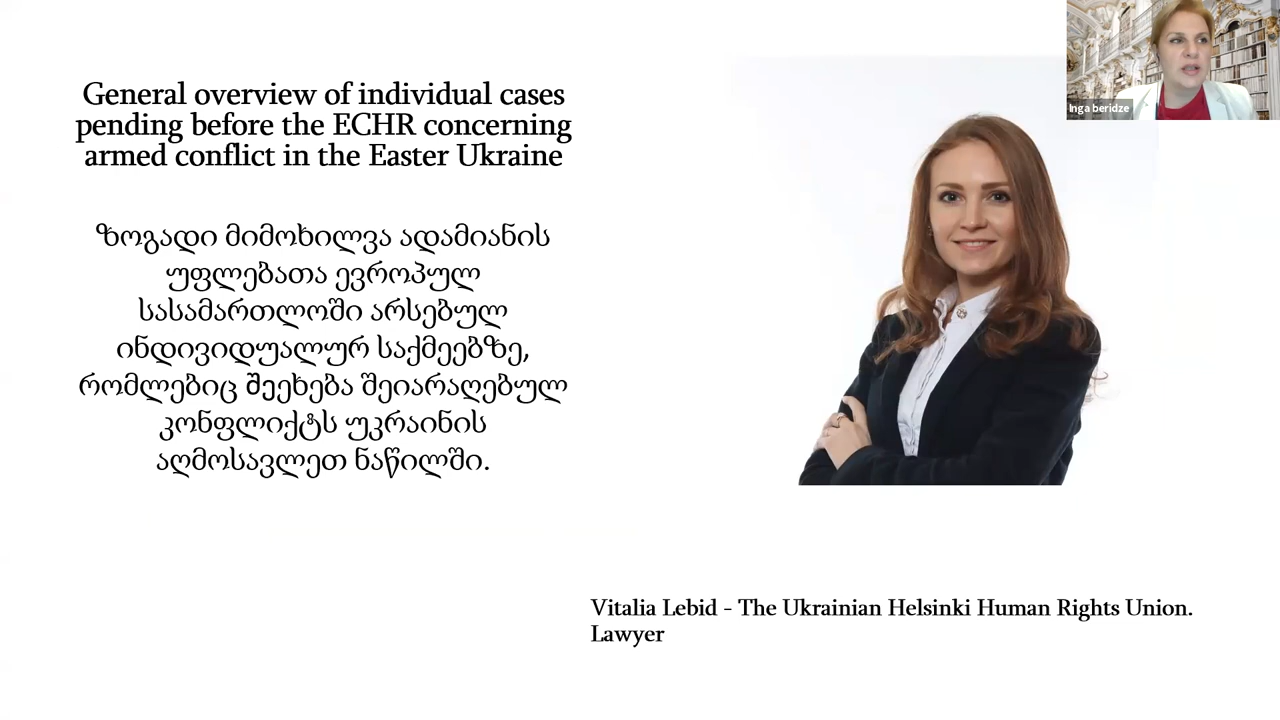 General overview of individual cases
pending before the ECHR concerning
armed conflict in the Easter Ukraine
ზოგადი მიმოხილვა ადამიანის
უფლებათა ევროპულ
სასამართლოში არსებულ
ინდივიდუალურ საქმეებზე,
რომლებიც შეეხება შეიარაღებულ
კონფლიქტს უკრაინის
აღმოსავლეთ ნაწილში.
Inga beridze
Vitalia Lebid - The Ukrainian Helsinki Human Rights Union.
Lawyer